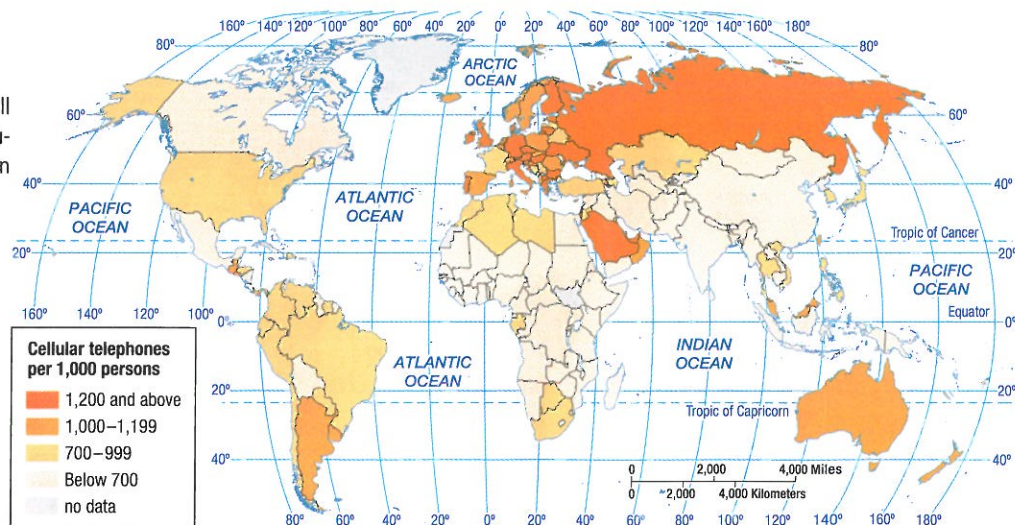 160° 140° 120° 100° 80° 60° 40° 20° 0° 20° 40° 60° 80° 100° 120° 140° 160° 180°
80° 80°
ARCTIC
OCEAN
ll
60° 60°
n
40° 40°
PACIFIC
OCEAN
ATLANTIC
OCEAN
Tropic of Cancer
20° 20°
PACIFIC
OCEAN
Equator
160° 140° 120° 100° 0° 0°
ATLANTIC
OCEAN
INDIAN
OCEAN
20° 20°
Tropic of Capricorn
40° 40°
Cellular telephones
per 1,000 persons
1,200 and above
1,000–1,199
700–999
Below 700
no data
0 2,000 4,000 Miles
0 2,000 4,000 Kilometers
80° 60° 40° 20° 0° 20° 40° 60° 80° 100° 120° 140° 160° 180°